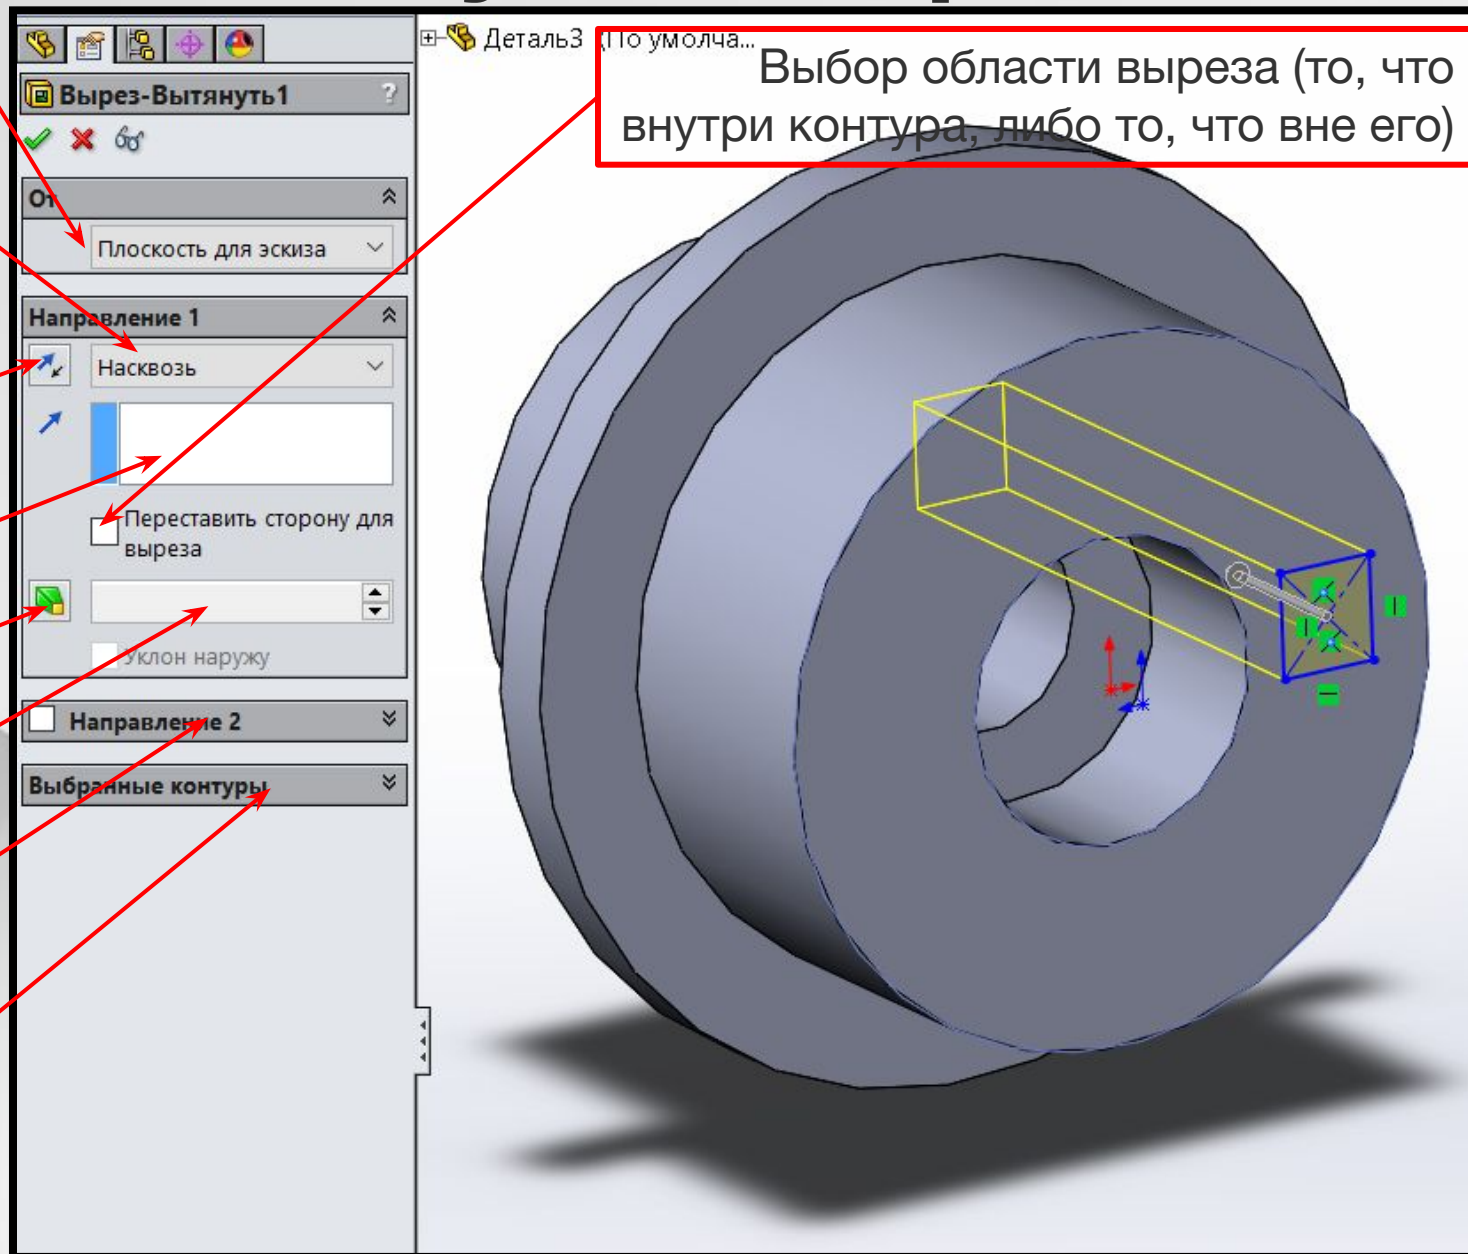 Деталь3 (По умолча...
Выбор области выреза (то, что
внутри контура, либо то, что вне его)
Вырез-Вытянуть1 ?
От
Плоскость для эскиза
Направление 1
Насквозь
Переставить сторону для
выреза
Уклон наружу
Направление 2
Выбранные контуры